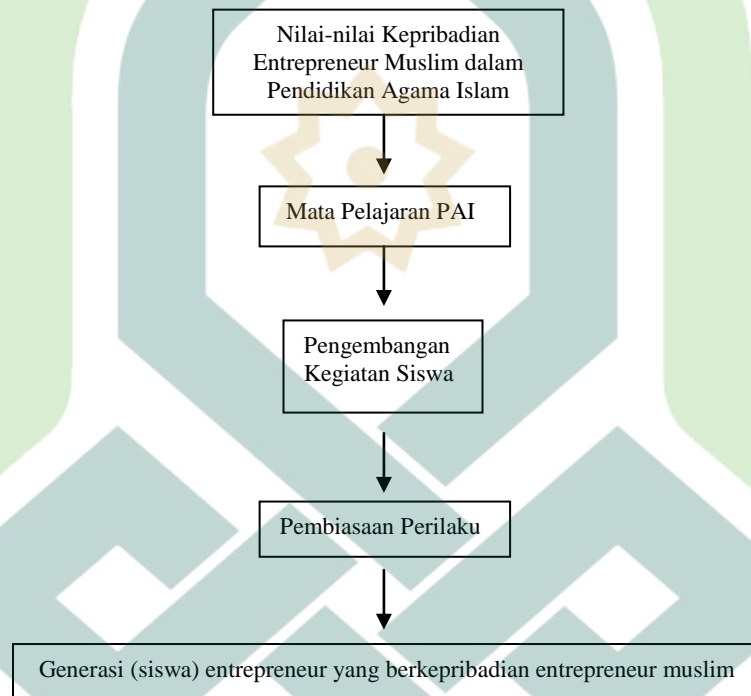 Nilai-nilai Kepribadian
Entrepreneur Muslim dalam
Pendidikan Agama Islam
Mata Pelajaran PAI
Pengembangan
Kegiatan Siswa
Pembiasaan Perilaku
Generasi (siswa) entrepreneur yang berkepribadian entrepreneur muslim